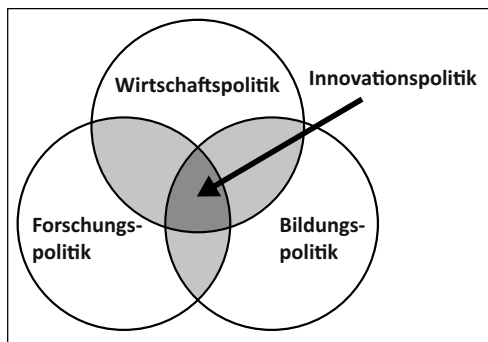 Wirtschaftspolitik
Innovationspolitik
Forschungs-
politik
Bildungs-
politik